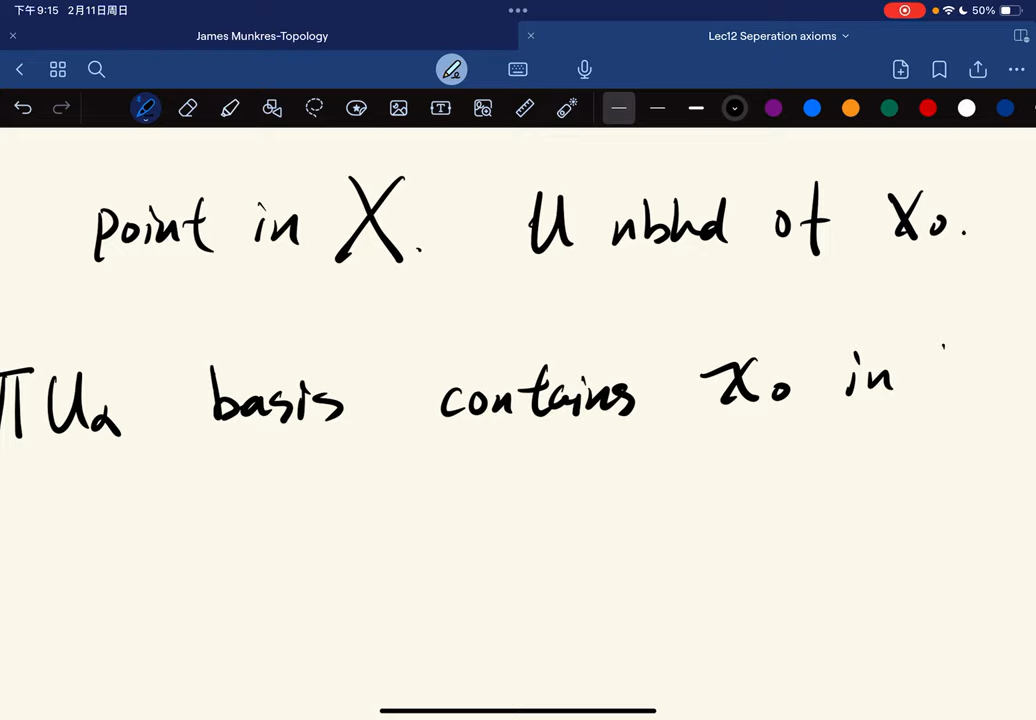 下午9:15 2月11日周日
50%
James Munkres-Topology
Lec12 Seperation axioms
point in X. U nbhd of x₀.
ΠUα basis contains x₀ in